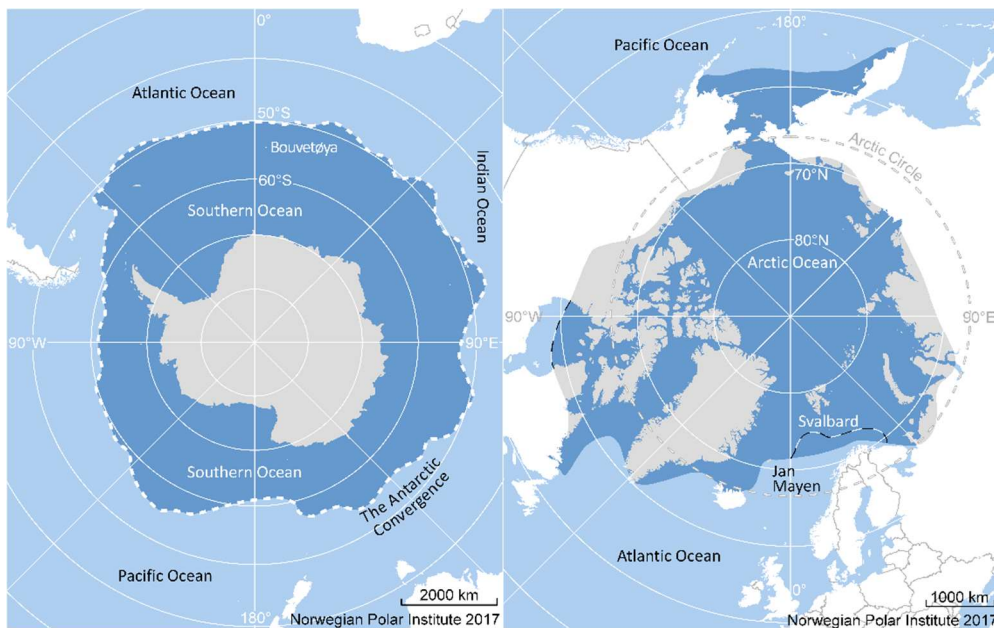 0°
Atlantic Ocean
50°S
Bouvetøya
60°S
Southern Ocean
Indian Ocean
90°W
90°E
Southern Ocean
The Antarctic
Convergence
Pacific Ocean
2000 km
180°
Norwegian Polar Institute 2017
-180°
Pacific Ocean
Arctic Circle
70°N
80°N
Arctic Ocean
90°W
90°E
Svalbard
Jan
Mayen
Atlantic Ocean
0°
1000 km
Norwegian Polar Institute 2017